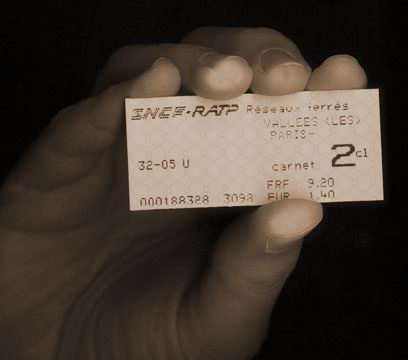 SNCF-RATP Réseaux ferrés
VALLEES (LES)
PARIS-
32-05 U carnet 2cl
FRF 9.20
000188328 3098 EUR 1,40